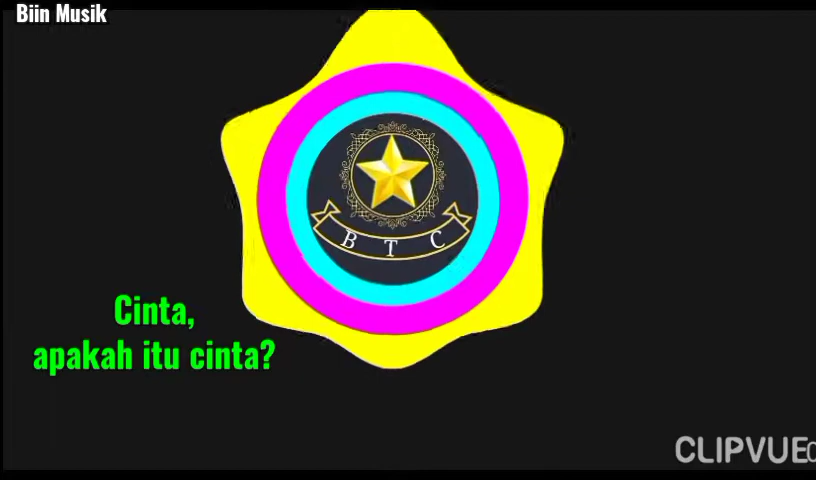 Biin Musik
B T C
Cinta,
apakah itu cinta?
CLIPVUE